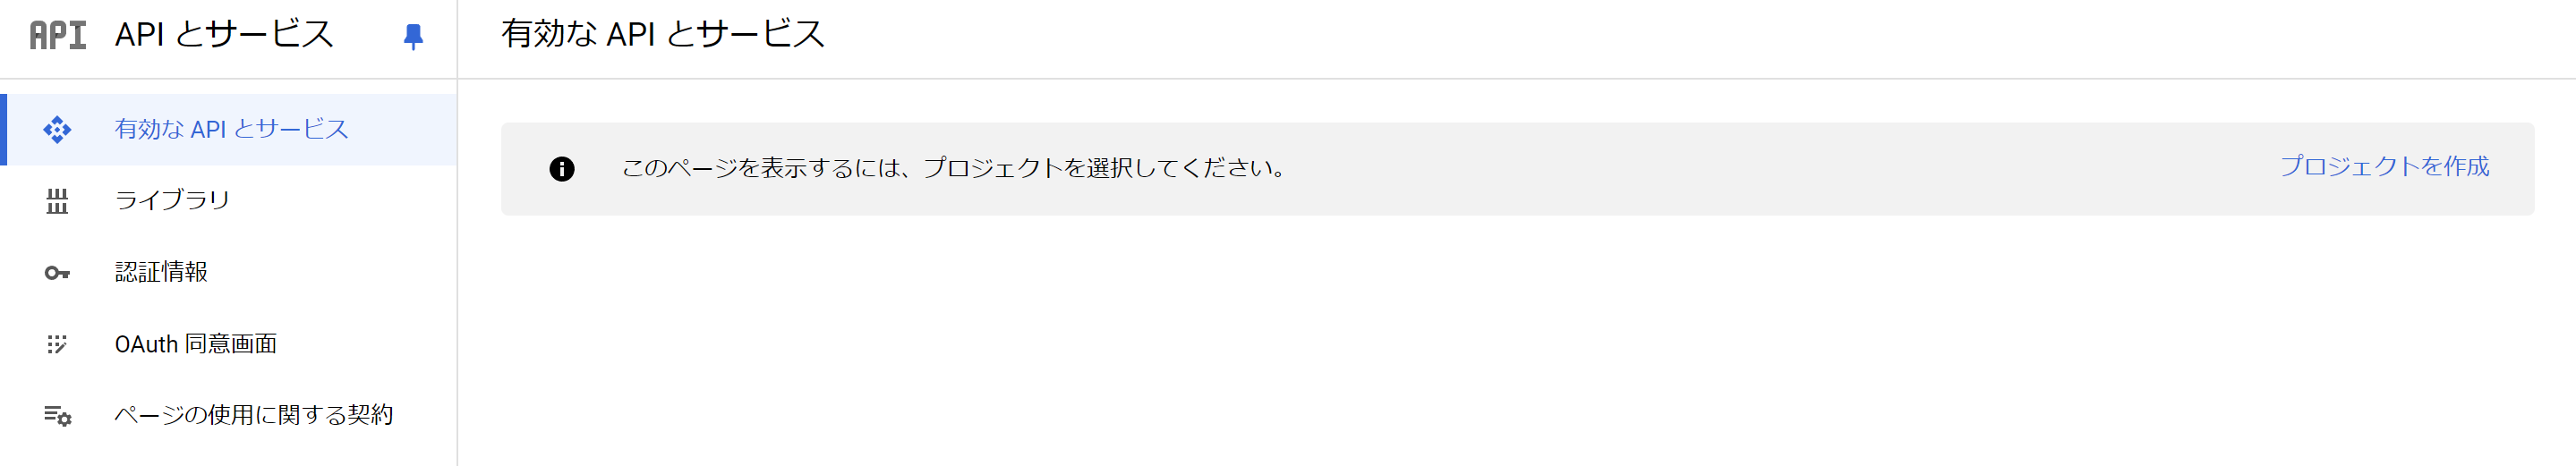 API API とサービス
有効な API とサービス
有効な API とサービス
ライブラリ
認証情報
OAuth 同意画面
ページの使用に関する契約
このページを表示するには、プロジェクトを選択してください。
プロジェクトを作成